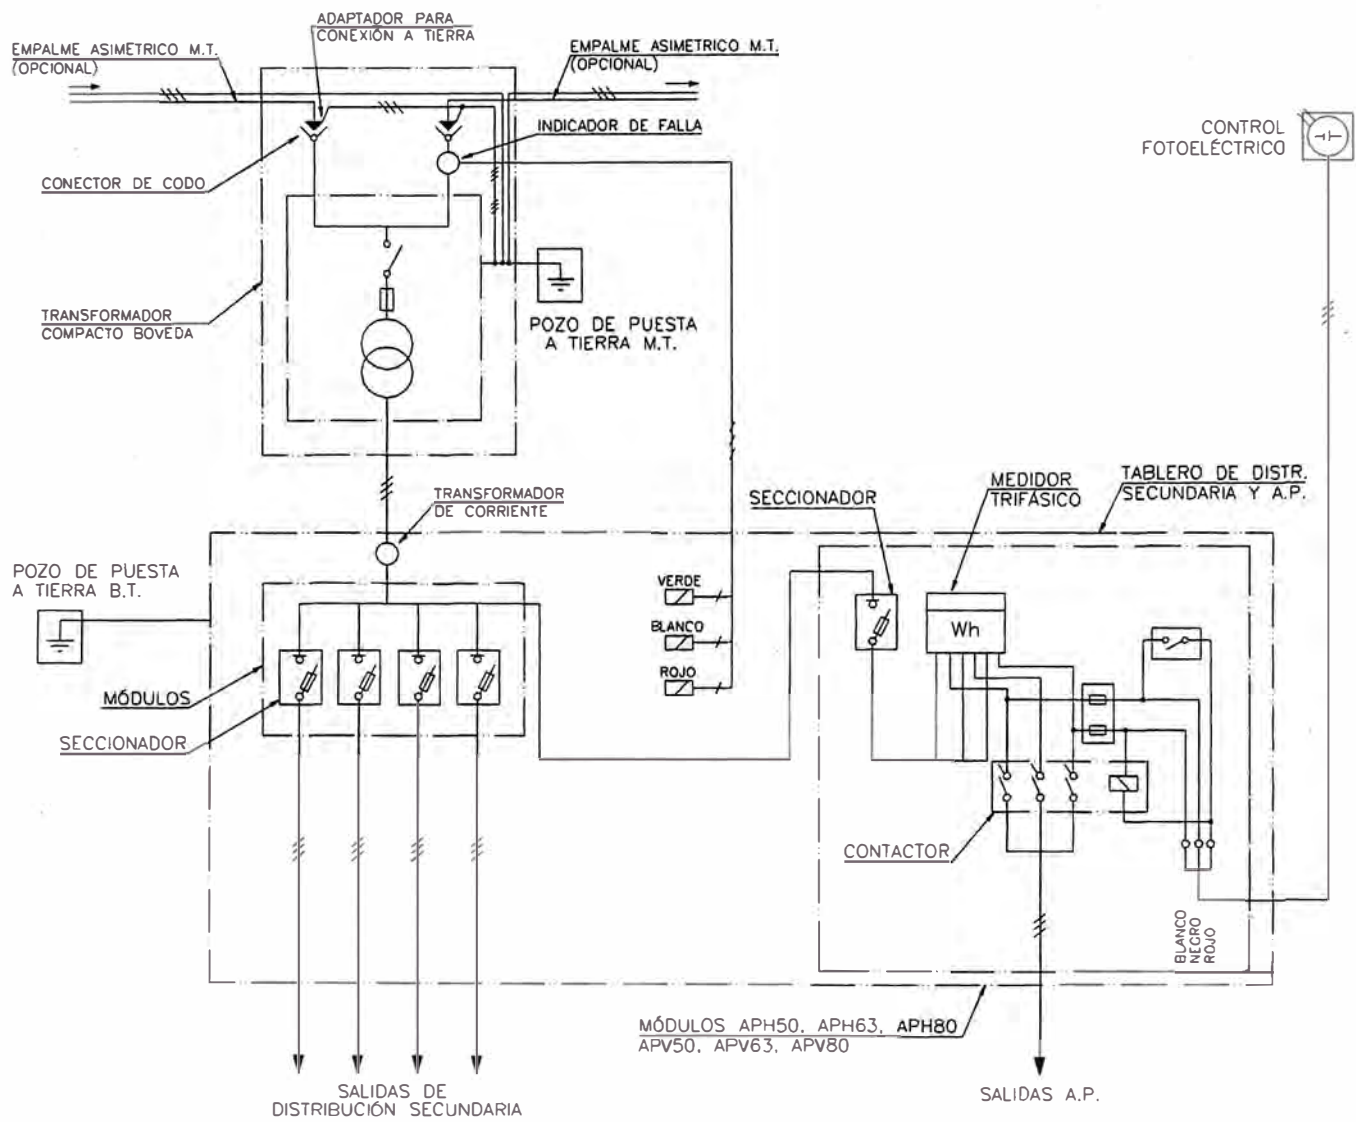 ADAPTADOR PARA
CONEXIÓN A TIERRA
EMPALME ASIMETRICO M.T.
(OPCIONAL)
EMPALME ASIMETRICO M.T.
(OPCIONAL)
INDICADOR DE FALLA
CONTROL
FOTOELÉCTRICO
CONECTOR DE CODO
TRANSFORMADOR
COMPACTO BOVEDA
POZO DE PUESTA
A TIERRA M.T.
TRANSFORMADOR
DE CORRIENTE
SECCIONADOR
MEDIDOR
TRIFÁSICO
TABLERO DE DISTR.
SECUNDARIA Y A.P.
POZO DE PUESTA
A TIERRA B.T.
VERDE
BLANCO
ROJO
Wh
MÓDULOS
SECCIONADOR
CONTACTOR
BLANCO
NEGRO
ROJO
MÓDULOS APH50, APH63, APH80
APV50, APV63, APV80
SALIDAS DE
DISTRIBUCIÓN SECUNDARIA
SALIDAS A.P.